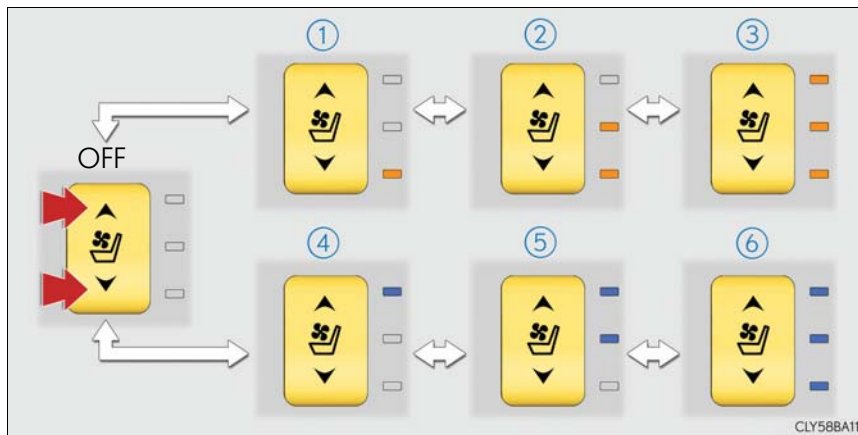 ① ② ③
OFF
④ ⑤ ⑥
CLY58BA11